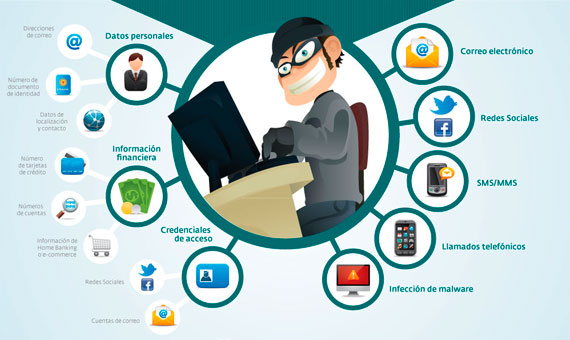 Direcciones
de correo
Datos personales
Número de
documento
de identidad
Datos de
localización
y contacto
Información
financiera
Número
de tarjetas
de crédito
Números
de cuentas
Información de
Home Banking
o e-commerce
Credenciales
de acceso
Redes Sociales
Cuentas de correo
Correo electrónico
Redes Sociales
SMS/MMS
Llamados telefónicos
Infección de malware